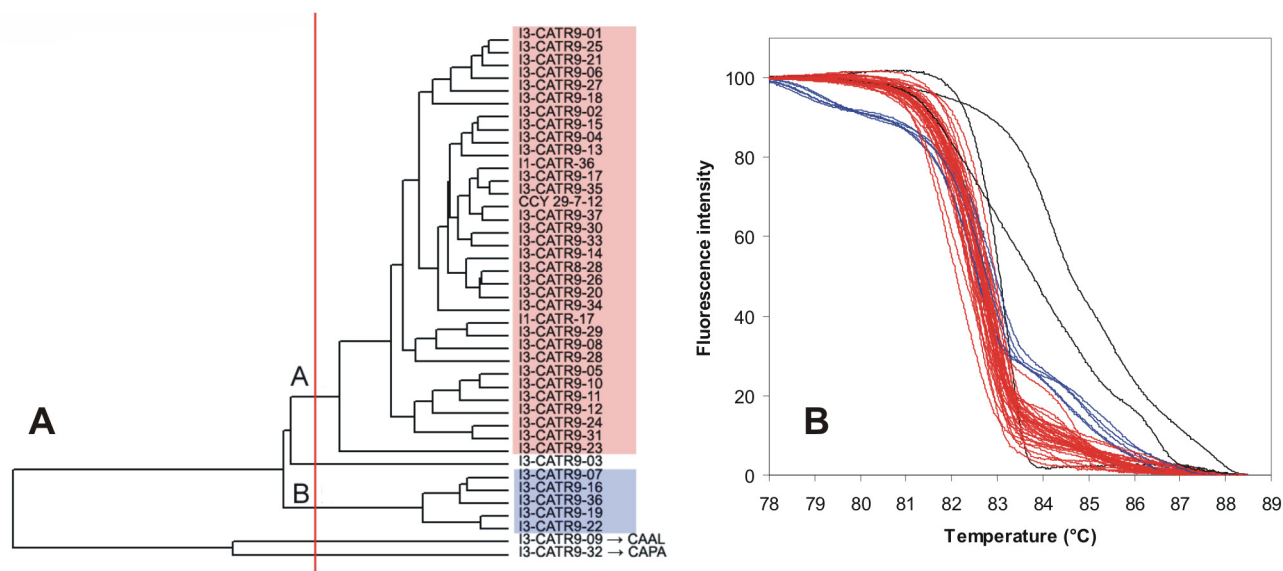 I3-CATR9-01
I3-CATR9-25
I3-CATR9-21
I3-CATR9-06
I3-CATR9-27
I3-CATR9-18
I3-CATR9-02
I3-CATR9-15
I3-CATR9-04
I3-CATR9-13
I1-CATR-36
I3-CATR9-17
I3-CATR9-35
CCY 29-7-12
I3-CATR9-37
I3-CATR9-30
I3-CATR9-33
I3-CATR9-14
I3-CATR8-28
I3-CATR9-26
I3-CATR9-20
I3-CATR9-34
I1-CATR-17
I3-CATR9-29
I3-CATR9-08
I3-CATR9-28
I3-CATR9-05
I3-CATR9-10
I3-CATR9-11
I3-CATR9-12
I3-CATR9-24
I3-CATR9-31
I3-CATR9-23
I3-CATR9-03
I3-CATR9-07
I3-CATR9-16
I3-CATR9-36
I3-CATR9-19
I3-CATR9-22
I3-CATR9-09 → CAAL
I3-CATR9-32 → CAPA
A
B
A
Fluorescence intensity
100
80
60
40
20
0
78 79 80 81 82 83 84 85 86 87 88 89
Temperature (°C)
B